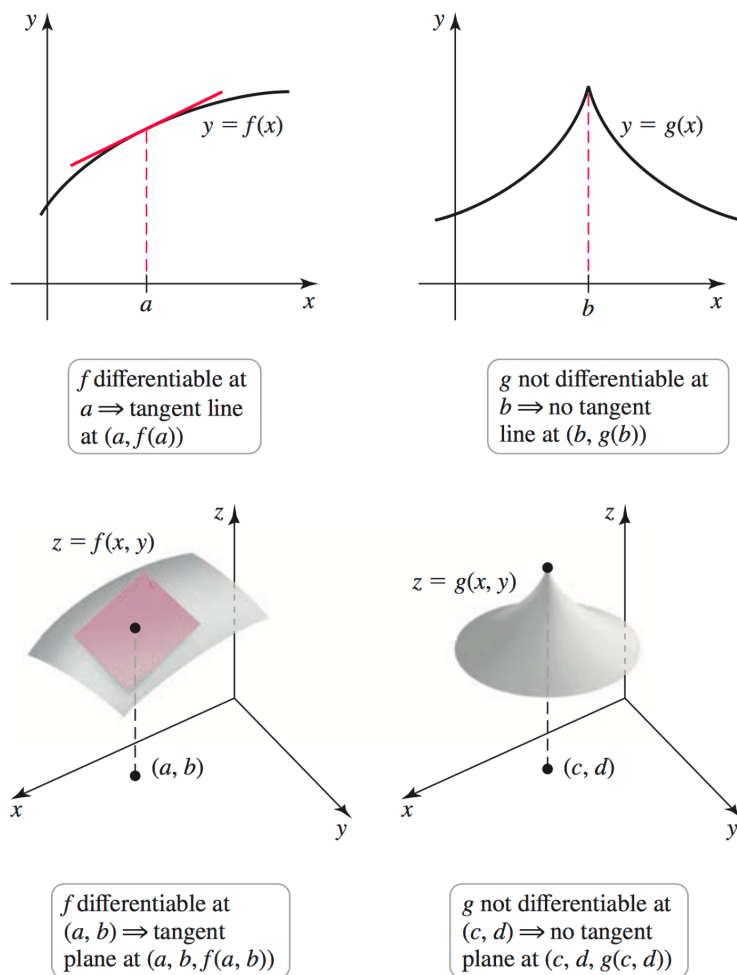 y
y = f(x)
a
x
y
y = g(x)
b
x
f differentiable at
a ⇒ tangent line
at (a, f(a))
g not differentiable at
b ⇒ no tangent
line at (b, g(b))
z
z = f(x, y)
(a, b)
x
y
z
z = g(x, y)
(c, d)
x
y
f differentiable at
(a, b) ⇒ tangent
plane at (a, b, f(a, b))
g not differentiable at
(c, d) ⇒ no tangent
plane at (c, d, g(c, d))